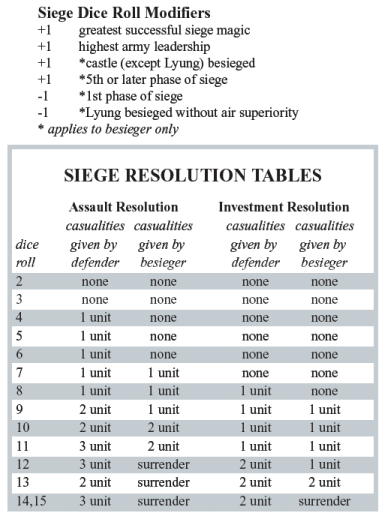 Siege Dice Roll Modifiers
+1 greatest successful siege magic
+1 highest army leadership
+1 *castle (except Lyung) besieged
+1 *5th or later phase of siege
-1 *1st phase of siege
-1 *Lyung besieged without air superiority
* applies to besieger only
SIEGE RESOLUTION TABLES
Assault Resolution Investment Resolution
casualities casualities casualities casualities
dice given by given by given by given by
roll defender besieger defender besieger
2 none none none none
3 none none none none
4 1 unit none none none
5 1 unit none none none
6 1 unit none none none
7 1 unit 1 unit none none
8 1 unit 1 unit 1 unit none
9 2 unit 1 unit 1 unit 1 unit
10 2 unit 2 unit 1 unit 1 unit
11 3 unit 2 unit 1 unit 1 unit
12 3 unit surrender 2 unit 1 unit
13 2 unit surrender 2 unit 2 unit
14,15 3 unit surrender 2 unit surrender